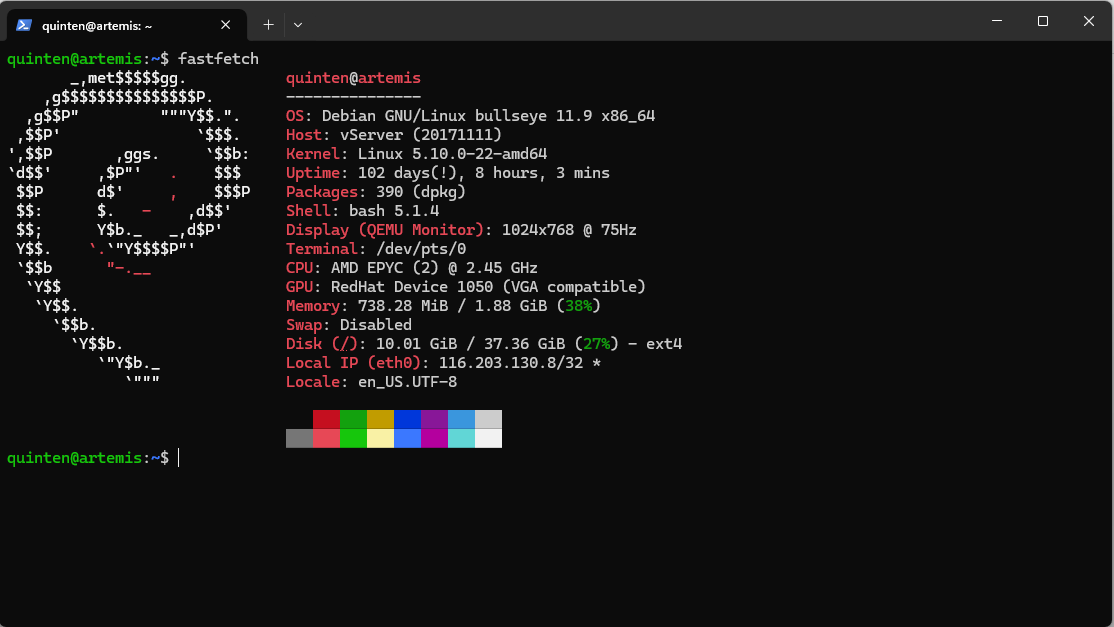 quinten@artemis: ~
quinten@artemis:~$ fastfetch
       _,met$$$$$gg.           quinten@artemis
    ,g$$$$$$$$$$$$$$$P.        ---------------
  ,g$$P"         """Y$$.".     OS: Debian GNU/Linux bullseye 11.9 x86_64
 ,$$P'               `$$$.     Host: vServer (20171111)
',$$P       ,ggs.     `$$b:    Kernel: Linux 5.10.0-22-amd64
`d$$'     ,$P"'   .    $$$     Uptime: 102 days(!), 8 hours, 3 mins
 $$P      d$'     ,    $$$P    Packages: 390 (dpkg)
 $$:      $.   -    ,d$$'      Shell: bash 5.1.4
 $$;      Y$b._   _,d$P'       Display (QEMU Monitor): 1024x768 @ 75Hz
 Y$$.    `.`"Y$$$$P"'          Terminal: /dev/pts/0
 `$$b      "-.__               CPU: AMD EPYC (2) @ 2.45 GHz
  `Y$$                         GPU: RedHat Device 1050 (VGA compatible)
   `Y$$.                       Memory: 738.28 MiB / 1.88 GiB (38%)
     `$$b.                     Swap: Disabled
       `Y$$b.                  Disk (/): 10.01 GiB / 37.36 GiB (27%) - ext4
          `"Y$b._              Local IP (eth0): 116.203.130.8/32 *
             `"""              Locale: en_US.UTF-8
quinten@artemis:~$